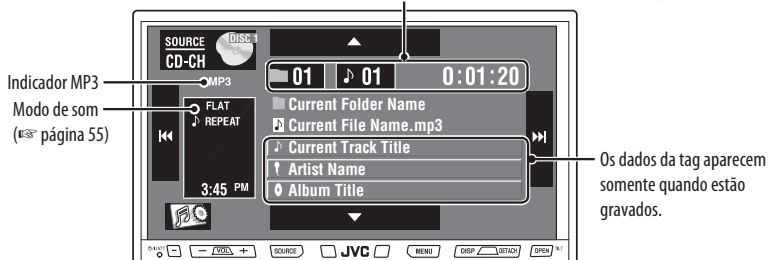 SOURCE
DISC 1
CD-CH
MP3
01 01 0:01:20
Indicador MP3
Modo de som
(☞ página 55)
FLAT
REPEAT
Current Folder Name
Current File Name.mp3
Current Track Title
Artist Name
Album Title
3:45 PM
Os dados da tag aparecem
somente quando estão
gravados.
− VOL + SOURCE JVC MENU DISP DETACH OPEN TILT